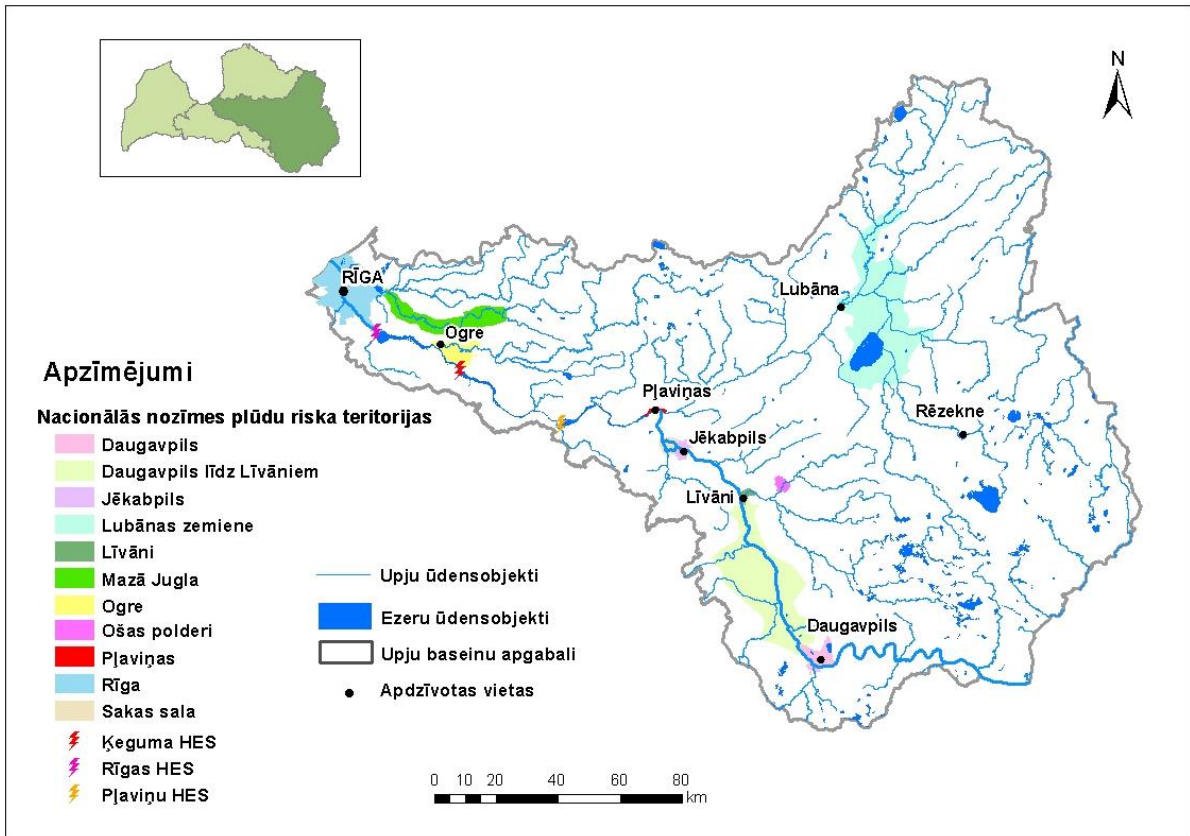 N
RĪGA
Lubāna
Ogre
Pļaviņas
Rēzekne
Jēkabpils
Līvāni
Daugavpils
Apzīmējumi
Nacionālās nozīmes plūdu riska teritorijas
Daugavpils
Daugavpils līdz Līvāniem
Jēkabpils
Lubānas zemiene
Līvāni
Mazā Jugla
Ogre
Ošas polderi
Pļaviņas
Rīga
Sakas sala
Ķeguma HES
Rīgas HES
Pļaviņu HES
Upju ūdensobjekti
Ezeru ūdensobjekti
Upju baseinu apgabali
Apdzīvotas vietas
0 10 20 40 60 80
km